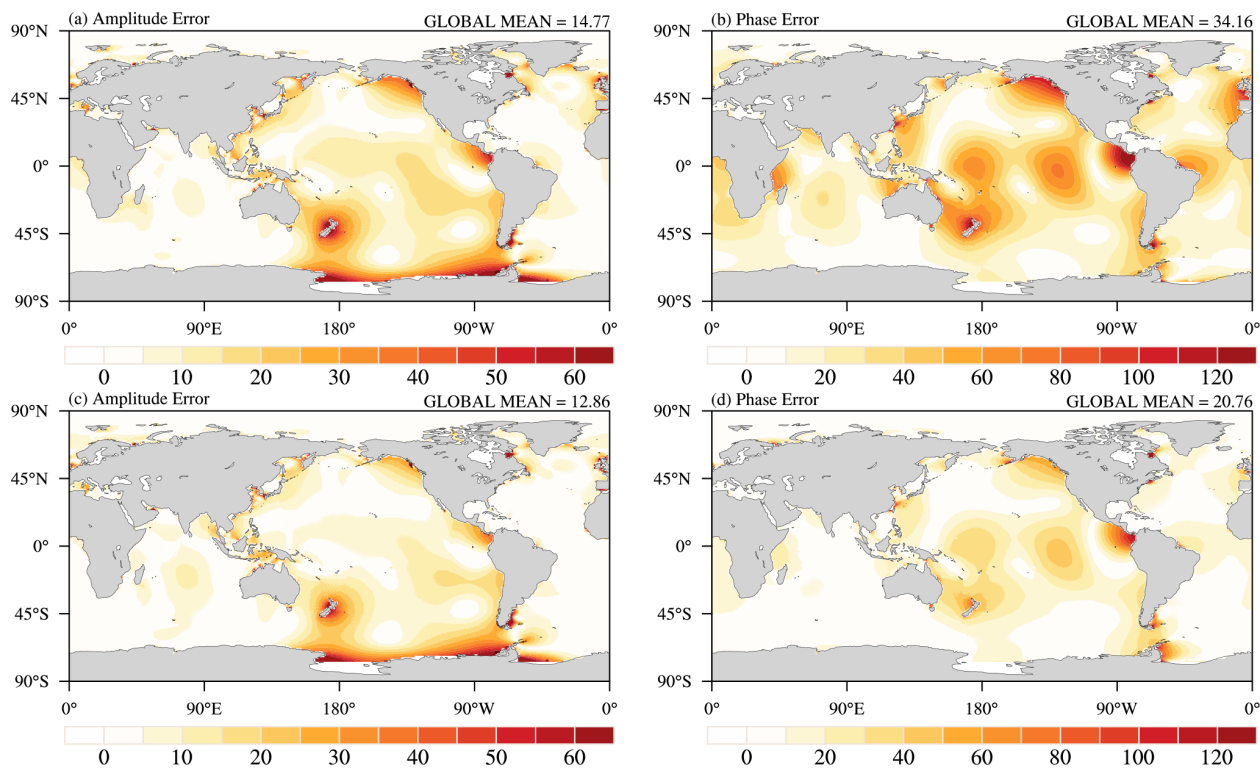 (a) Amplitude Error GLOBAL MEAN = 14.77
90°N
45°N
0°
45°S
90°S
0° 90°E 180° 90°W 0°
0 10 20 30 40 50 60
(b) Phase Error GLOBAL MEAN = 34.16
90°N
45°N
0°
45°S
90°S
0° 90°E 180° 90°W 0°
0 20 40 60 80 100 120
(c) Amplitude Error GLOBAL MEAN = 12.86
90°N
45°N
0°
45°S
90°S
0° 90°E 180° 90°W 0°
0 10 20 30 40 50 60
(d) Phase Error GLOBAL MEAN = 20.76
90°N
45°N
0°
45°S
90°S
0° 90°E 180° 90°W 0°
0 20 40 60 80 100 120